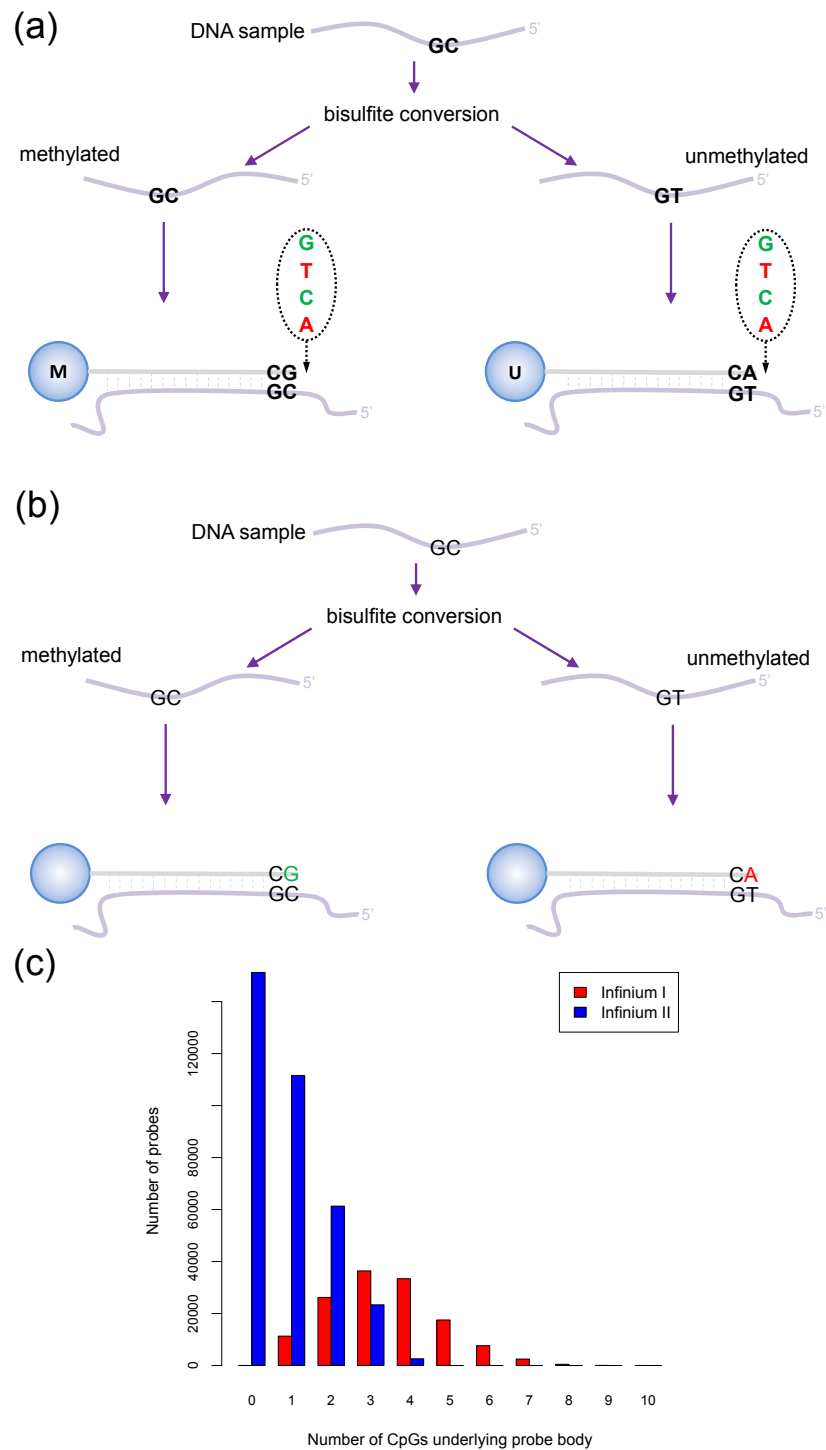 (a)
DNA sample
GC
5'
bisulfite conversion
methylated
unmethylated
GC
5'
GT
5'
G
T
C
A
G
T
C
A
M
CG
GC
5'
U
CA
GT
5'
(b)
DNA sample
GC
5'
bisulfite conversion
methylated
unmethylated
GC
5'
GT
5'
CG
GC
5'
CA
GT
5'
(c)
Infinium I
Infinium II
Number of probes
120000
80000
60000
40000
20000
0
0 1 2 3 4 5 6 7 8 9 10
Number of CpGs underlying probe body